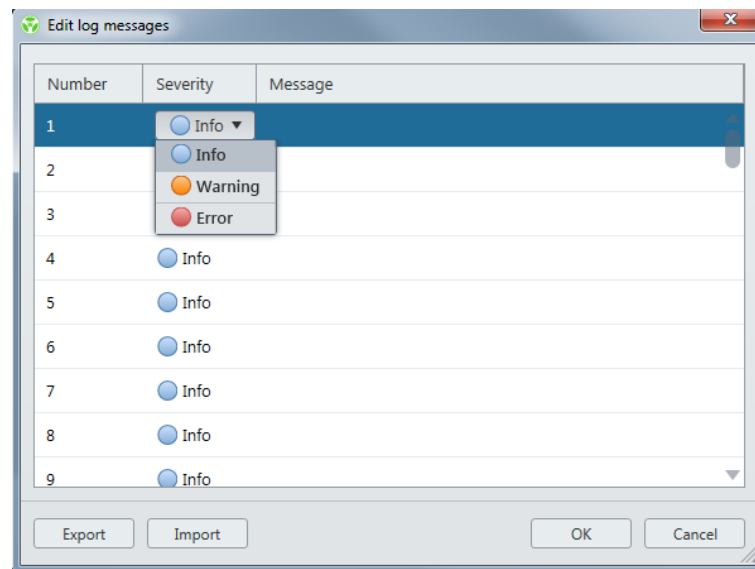 Edit log messages
Number Severity Message
1 Info
Info
2
Warning
3
Error
4 Info
5 Info
6 Info
7 Info
8 Info
9 Info
Export Import OK Cancel